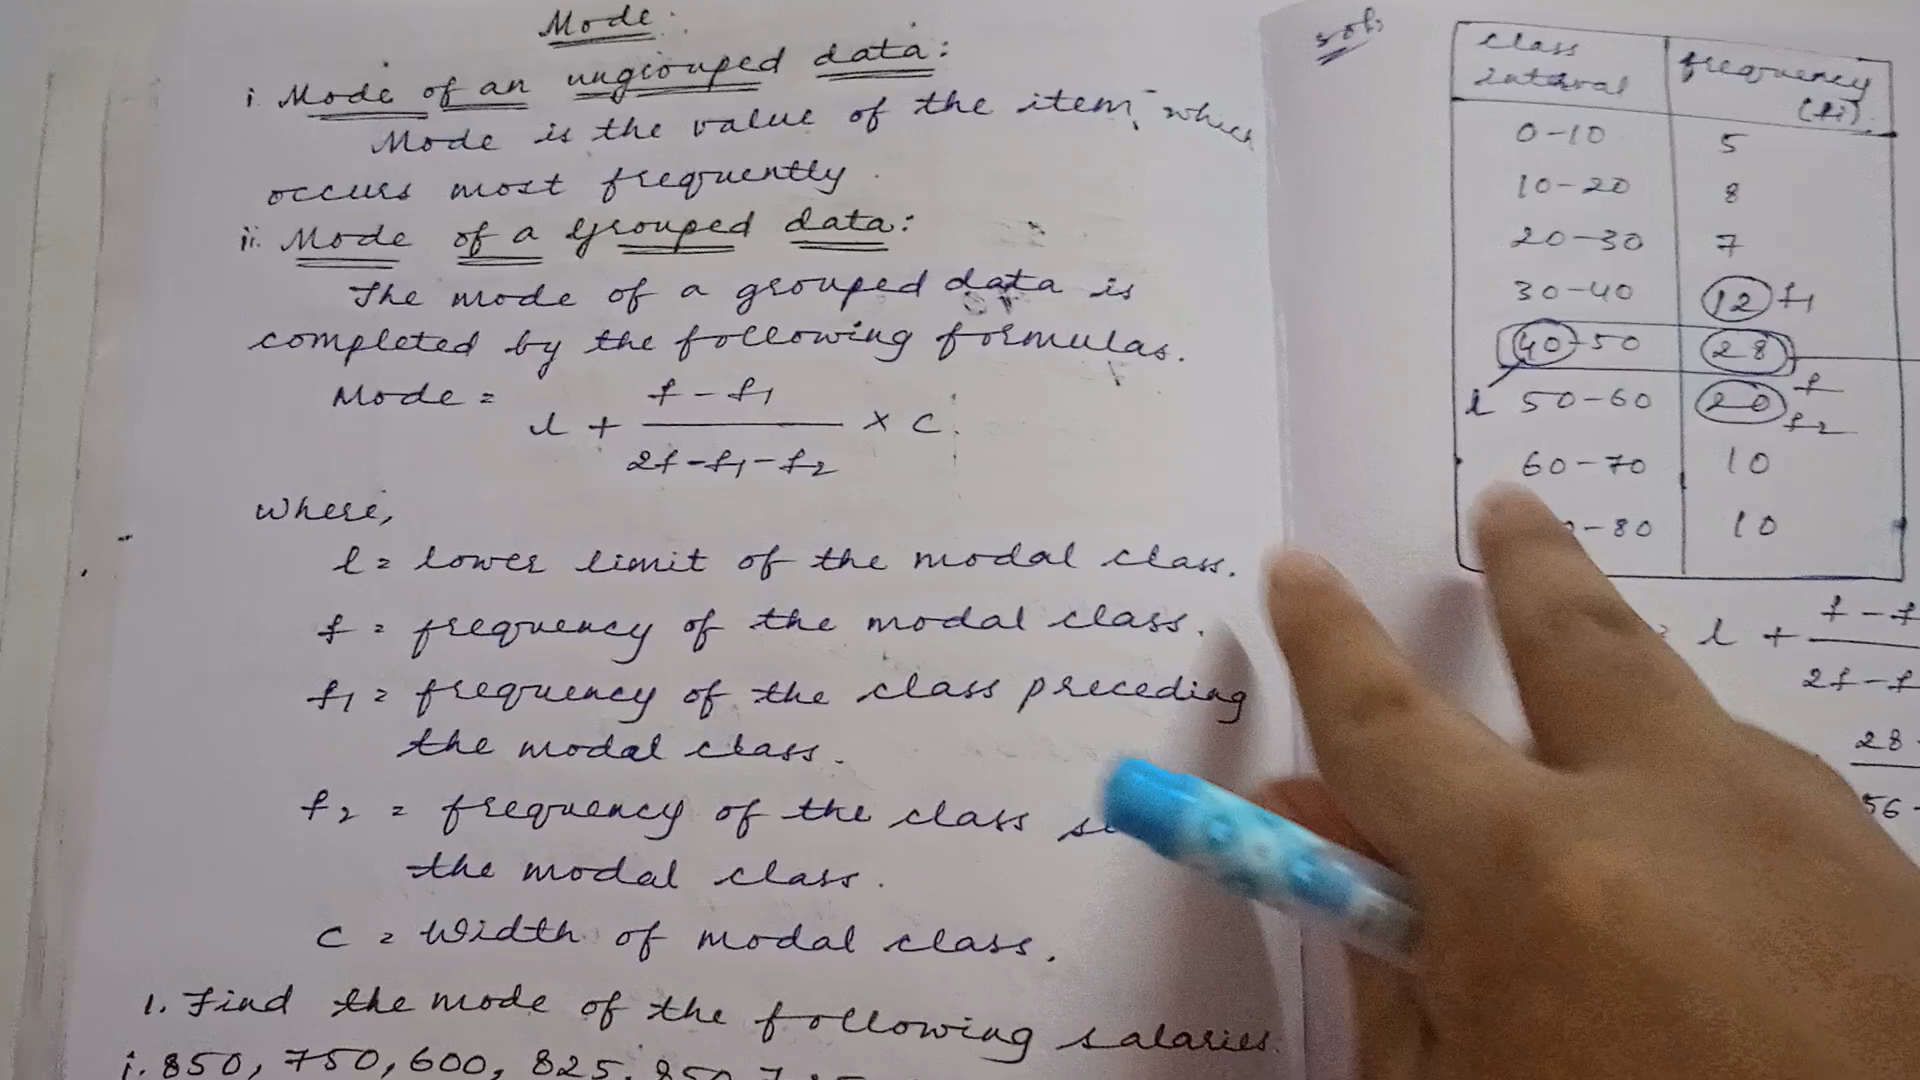 Mode:
i. Mode of an ungrouped data:
Mode is the value of the item, which
occurs most frequently.
ii. Mode of a grouped data:
The mode of a grouped data is
completed by the following formulas.
Mode =
f - f1
l + ——— × C.
2f - f1 - f2
Where,
l = lower limit of the modal class.
f = frequency of the modal class.
f1 = frequency of the class preceding
the modal class.
f2 = frequency of the class
the modal class.
C = Width of modal class.
1. Find the mode of the following salaries.
i. 850, 750, 600, 825, 850
Sol:
class interval frequency (fi).
0-10 5
10-20 8
20-30 7
30-40 12 f1
40-50 28 f
l 50-60 20 f2
60-70 10
-80 10
f - f
l + ———
2f - f
28
56 -